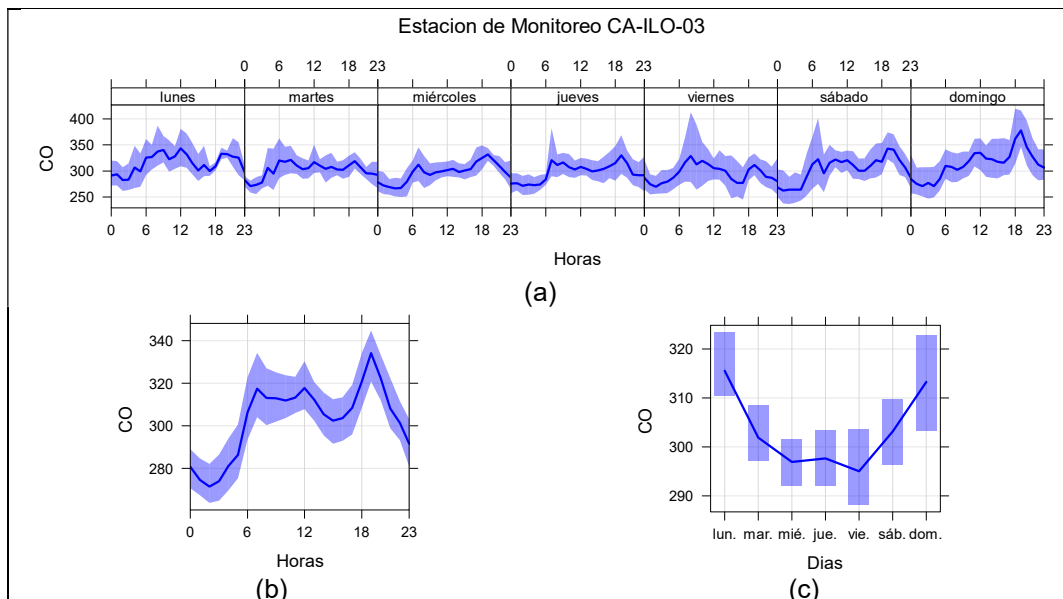 Estacion de Monitoreo CA-ILO-03
0 6 12 18 23 0 6 12 18 23 0 6 12 18 23
lunes martes miércoles jueves viernes sábado domingo
400
350
300
250
CO
0 6 12 18 23 0 6 12 18 23 0 6 12 18 23 0 6 12 18 23
Horas
(a)
340
320
300
280
CO
0 6 12 18 23
Horas
(b)
320
310
300
290
CO
lun. mar. mié. jue. vie. sáb. dom.
Dias
(c)